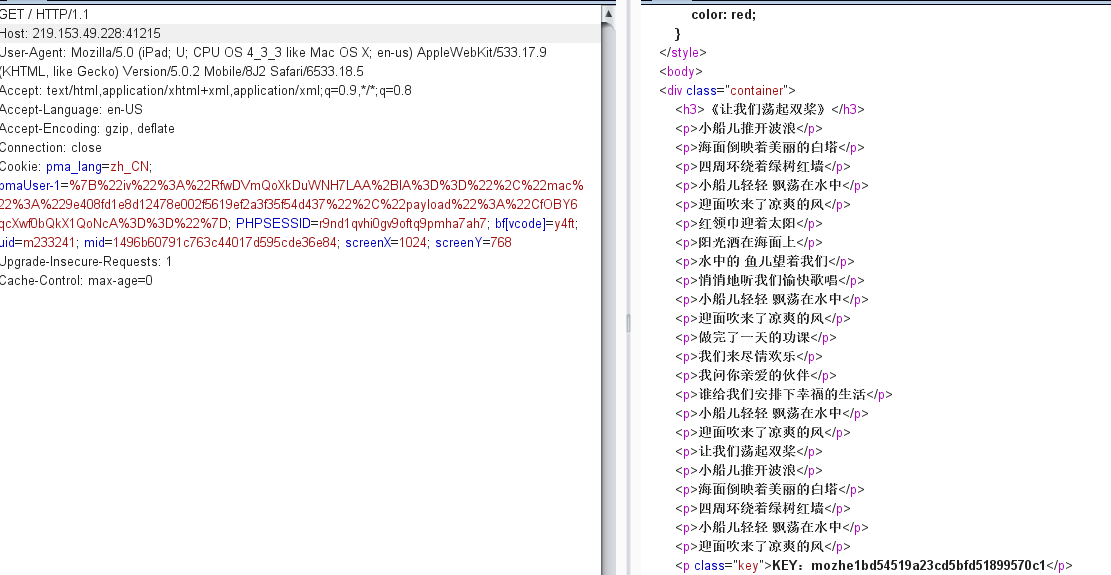 GET / HTTP/1.1
Host: 219.153.49.228:41215
User-Agent: Mozilla/5.0 (iPad; U; CPU OS 4_3_3 like Mac OS X; en-us) AppleWebKit/533.17.9
(KHTML, like Gecko) Version/5.0.2 Mobile/8J2 Safari/6533.18.5
Accept: text/html,application/xhtml+xml,application/xml;q=0.9,*/*;q=0.8
Accept-Language: en-US
Accept-Encoding: gzip, deflate
Connection: close
Cookie: pma_lang=zh_CN;
pmaUser-1=%7B%22iv%22%3A%22RfwDVmQoXkDuWNH7LAA%2BIA%3D%3D%22%2C%22mac%
22%3A%229e408fd1e8d12478e002f5619ef2a3f35f54d437%22%2C%22payload%22%3A%22CfOBY6
qcXwf0bQkX1QoNcA%3D%3D%22%7D; PHPSESSID=r9nd1qvhi0gv9oftq9pmha7ah7; bf[vcode]=y4ft;
uid=m233241; mid=1496b60791c763c44017d595cde36e84; screenX=1024; screenY=768
Upgrade-Insecure-Requests: 1
Cache-Control: max-age=0
color: red;
}
</style>
<body>
<div class="container">
<h3>《让我们荡起双桨》</h3>
<p>小船儿推开波浪</p>
<p>海面倒映着美丽的白塔</p>
<p>四周环绕着绿树红墙</p>
<p>小船儿轻轻 飘荡在水中</p>
<p>迎面吹来了凉爽的风</p>
<p>红领巾迎着太阳</p>
<p>阳光洒在海面上</p>
<p>水中的 鱼儿望着我们</p>
<p>悄悄地听我们愉快歌唱</p>
<p>小船儿轻轻 飘荡在水中</p>
<p>迎面吹来了凉爽的风</p>
<p>做完了一天的功课</p>
<p>我们来尽情欢乐</p>
<p>我问你亲爱的伙伴</p>
<p>谁给我们安排下幸福的生活</p>
<p>小船儿轻轻 飘荡在水中</p>
<p>迎面吹来了凉爽的风</p>
<p>让我们荡起双桨</p>
<p>小船儿推开波浪</p>
<p>海面倒映着美丽的白塔</p>
<p>四周环绕着绿树红墙</p>
<p>小船儿轻轻 飘荡在水中</p>
<p>迎面吹来了凉爽的风</p>
<p class="key">KEY：mozhe1bd54519a23cd5bfd51899570c1</p>